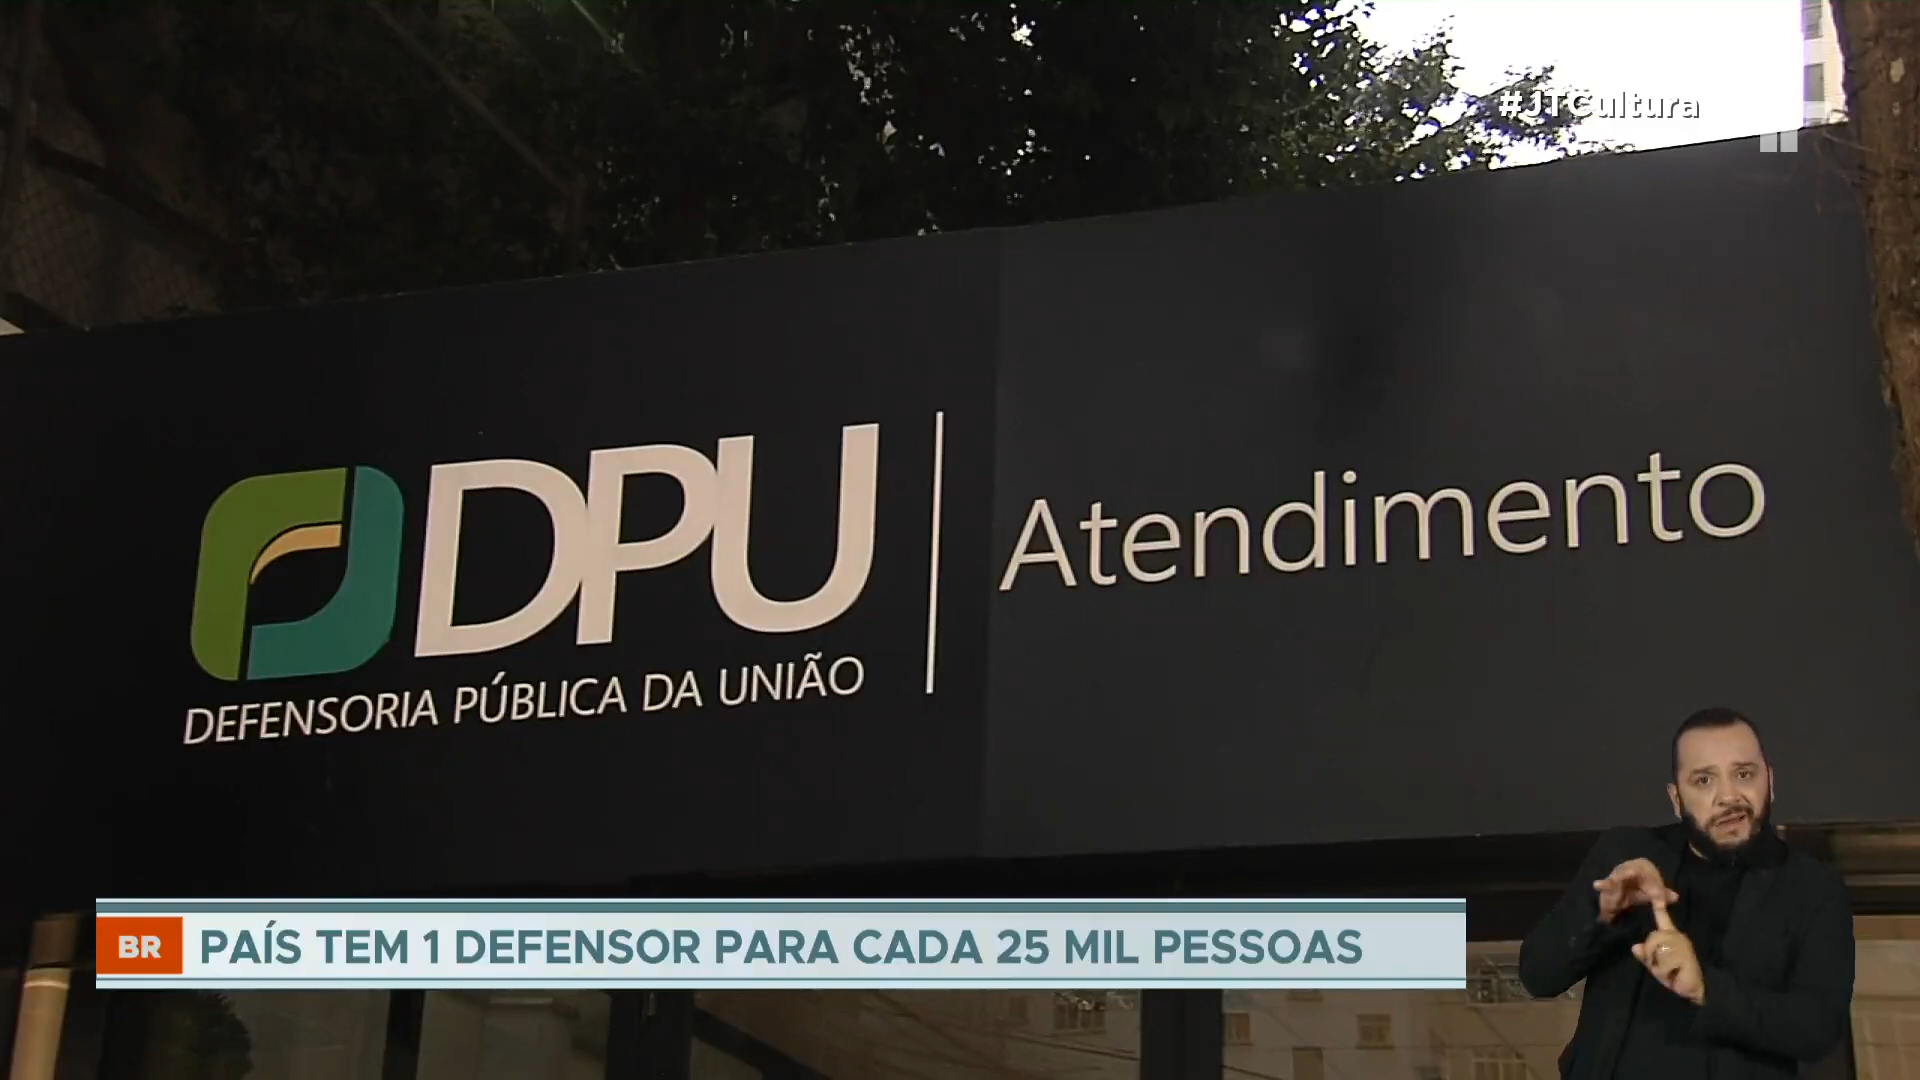 #JTCultura
DPU
DEFENSORIA PÚBLICA DA UNIÃO
Atendimento
BR PAÍS TEM 1 DEFENSOR PARA CADA 25 MIL PESSOAS